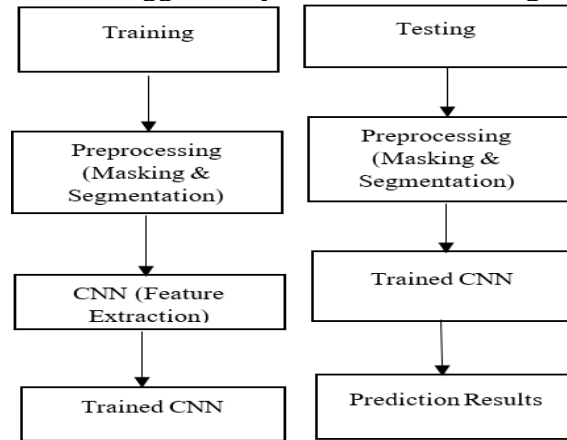 Training
Preprocessing
(Masking &
Segmentation)
CNN (Feature
Extraction)
Trained CNN
Testing
Preprocessing
(Masking &
Segmentation)
Trained CNN
Prediction Results